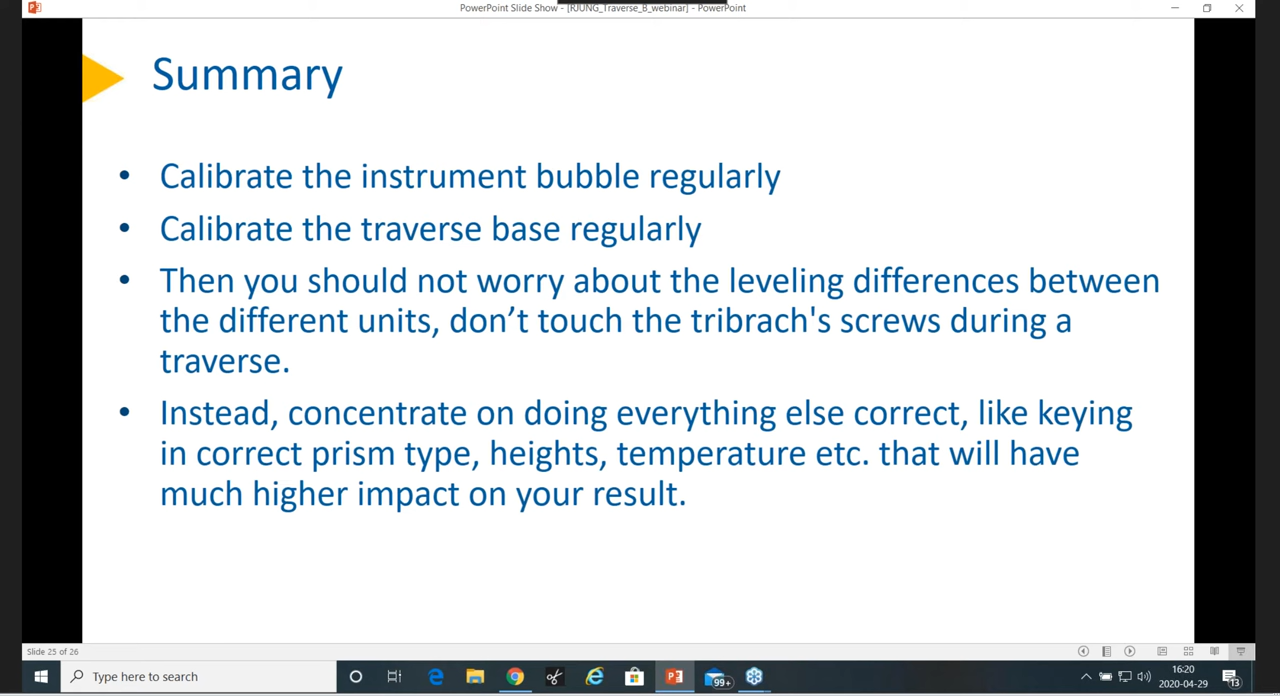 PowerPoint Slide Show - [RJUNG_Traverse_B_webinar] - PowerPoint
Summary
• Calibrate the instrument bubble regularly
• Calibrate the traverse base regularly
• Then you should not worry about the leveling differences between
the different units, don’t touch the tribrach's screws during a
traverse.
• Instead, concentrate on doing everything else correct, like keying
in correct prism type, heights, temperature etc. that will have
much higher impact on your result.
Slide 25 of 26
Type here to search
99+
16:20
2020-04-29
13